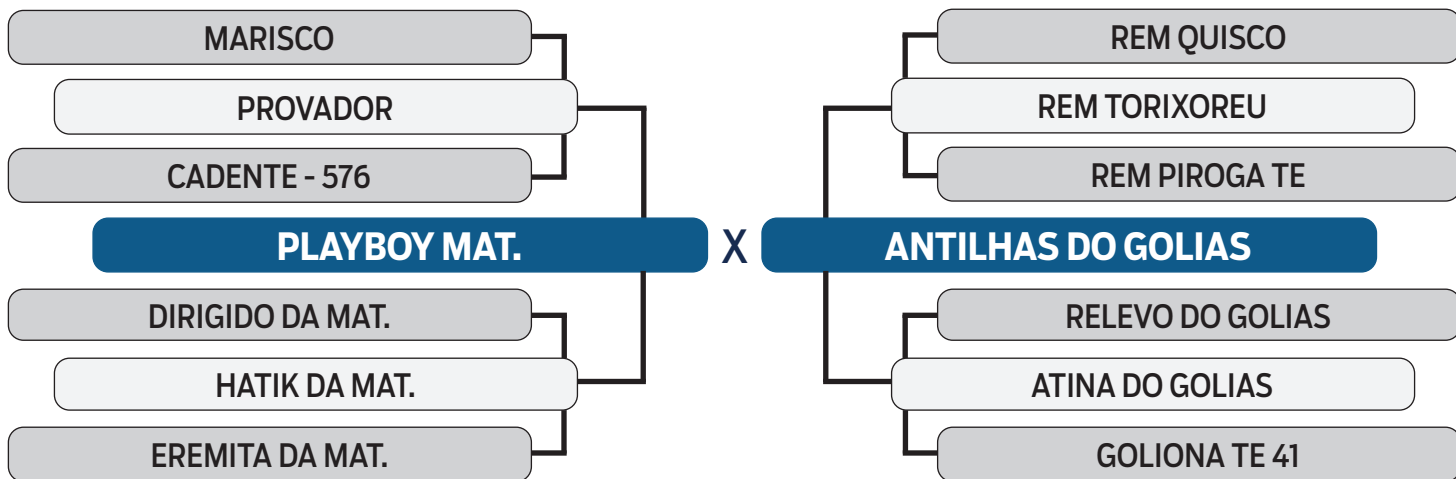 MARISCO
PROVADOR
CADENTE - 576
PLAYBOY MAT.
DIRIGIDO DA MAT.
HATIK DA MAT.
EREMITA DA MAT.
X
REM QUISCO
REM TORIXOREU
REM PIROGA TE
ANTILHAS DO GOLIAS
RELEVO DO GOLIAS
ATINA DO GOLIAS
GOLIONA TE 41